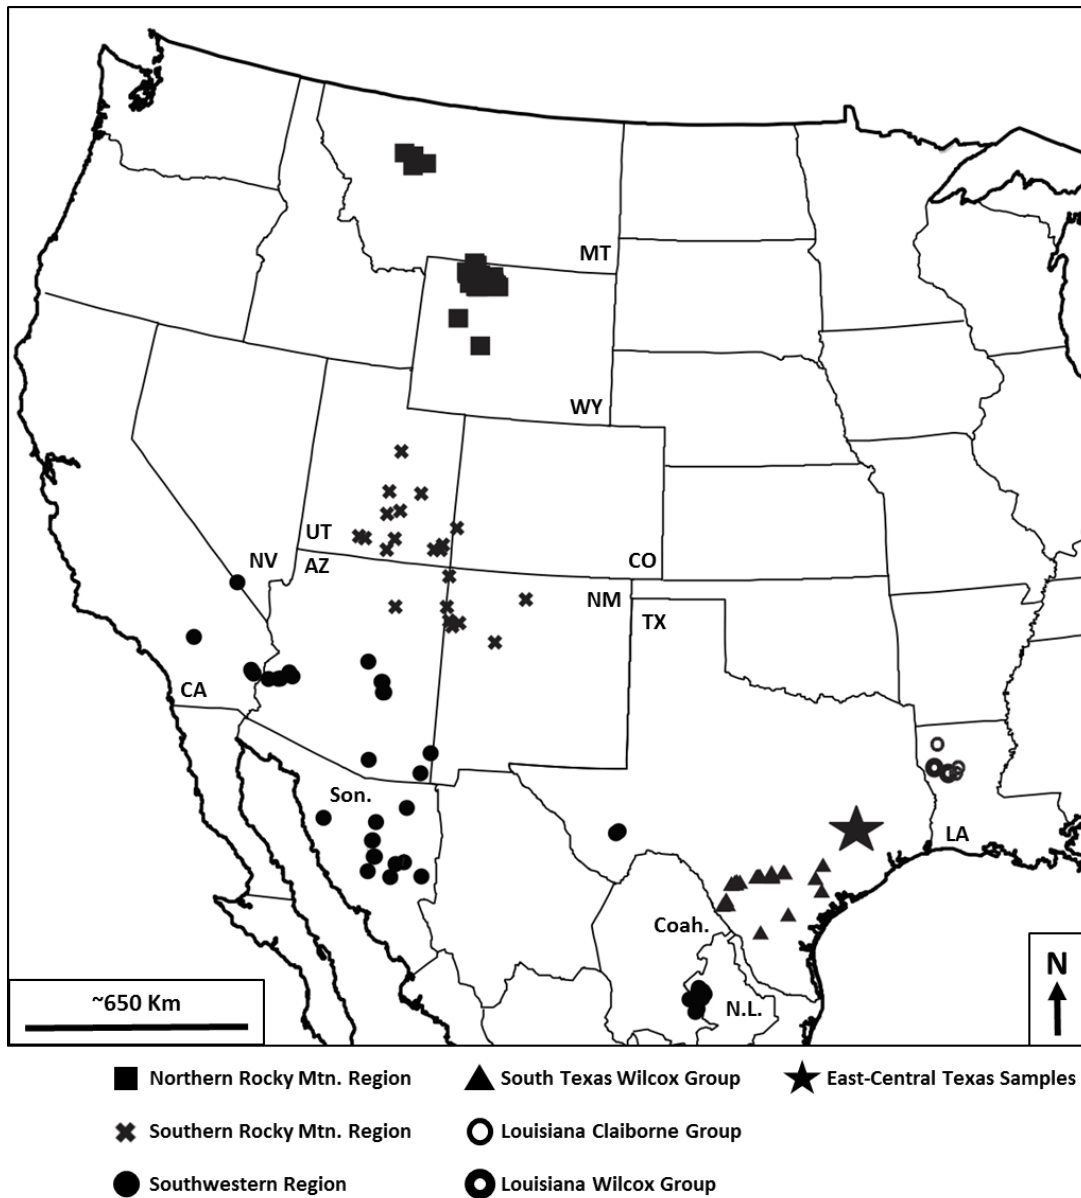 MT
WY
UT
NV
AZ
CO
NM
TX
CA
Son.
LA
Coah.
N
~650 Km
N.L.
Northern Rocky Mtn. Region
South Texas Wilcox Group
East-Central Texas Samples
Southern Rocky Mtn. Region
Louisiana Claiborne Group
Southwestern Region
Louisiana Wilcox Group